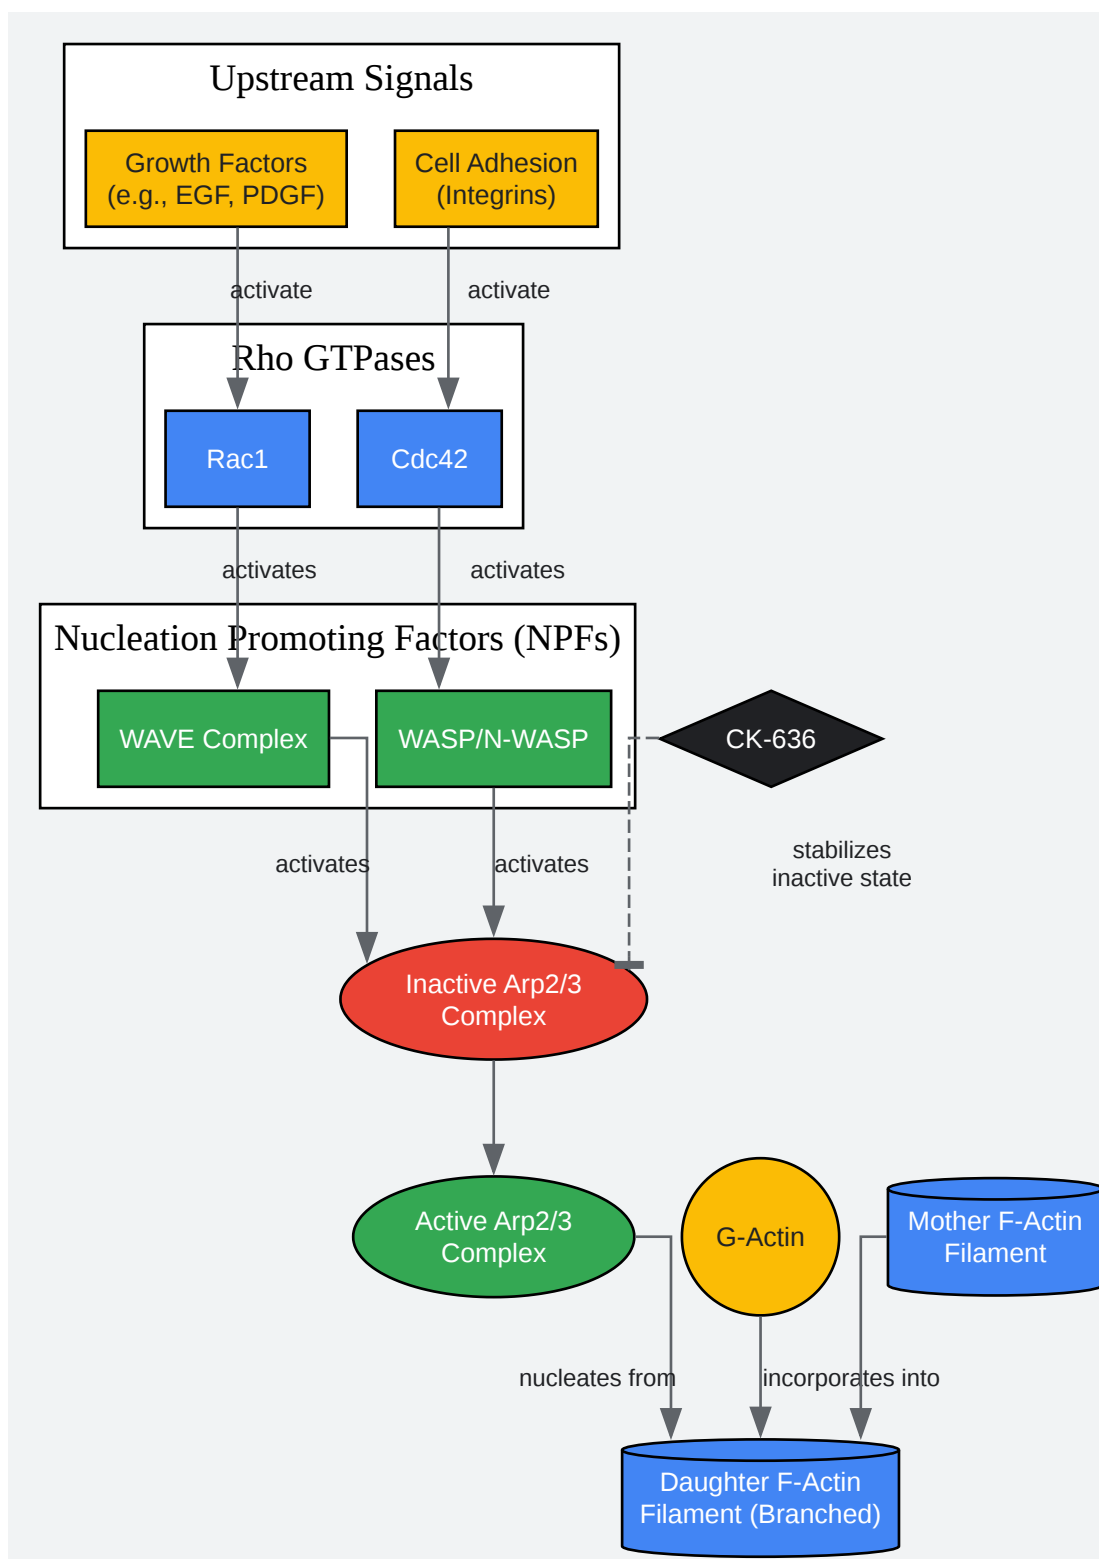 Upstream Signals
Growth Factors
(e.g., EGF, PDGF)
Cell Adhesion
(Integrins)
activate
activate
Rho GTPases
Rac1
Cdc42
activates
activates
Nucleation Promoting Factors (NPFs)
WAVE Complex
WASP/N-WASP
CK-636
activates
activates
stabilizes
inactive state
Inactive Arp2/3
Complex
Active Arp2/3
Complex
G-Actin
Mother F-Actin
Filament
nucleates from
incorporates into
Daughter F-Actin
Filament (Branched)